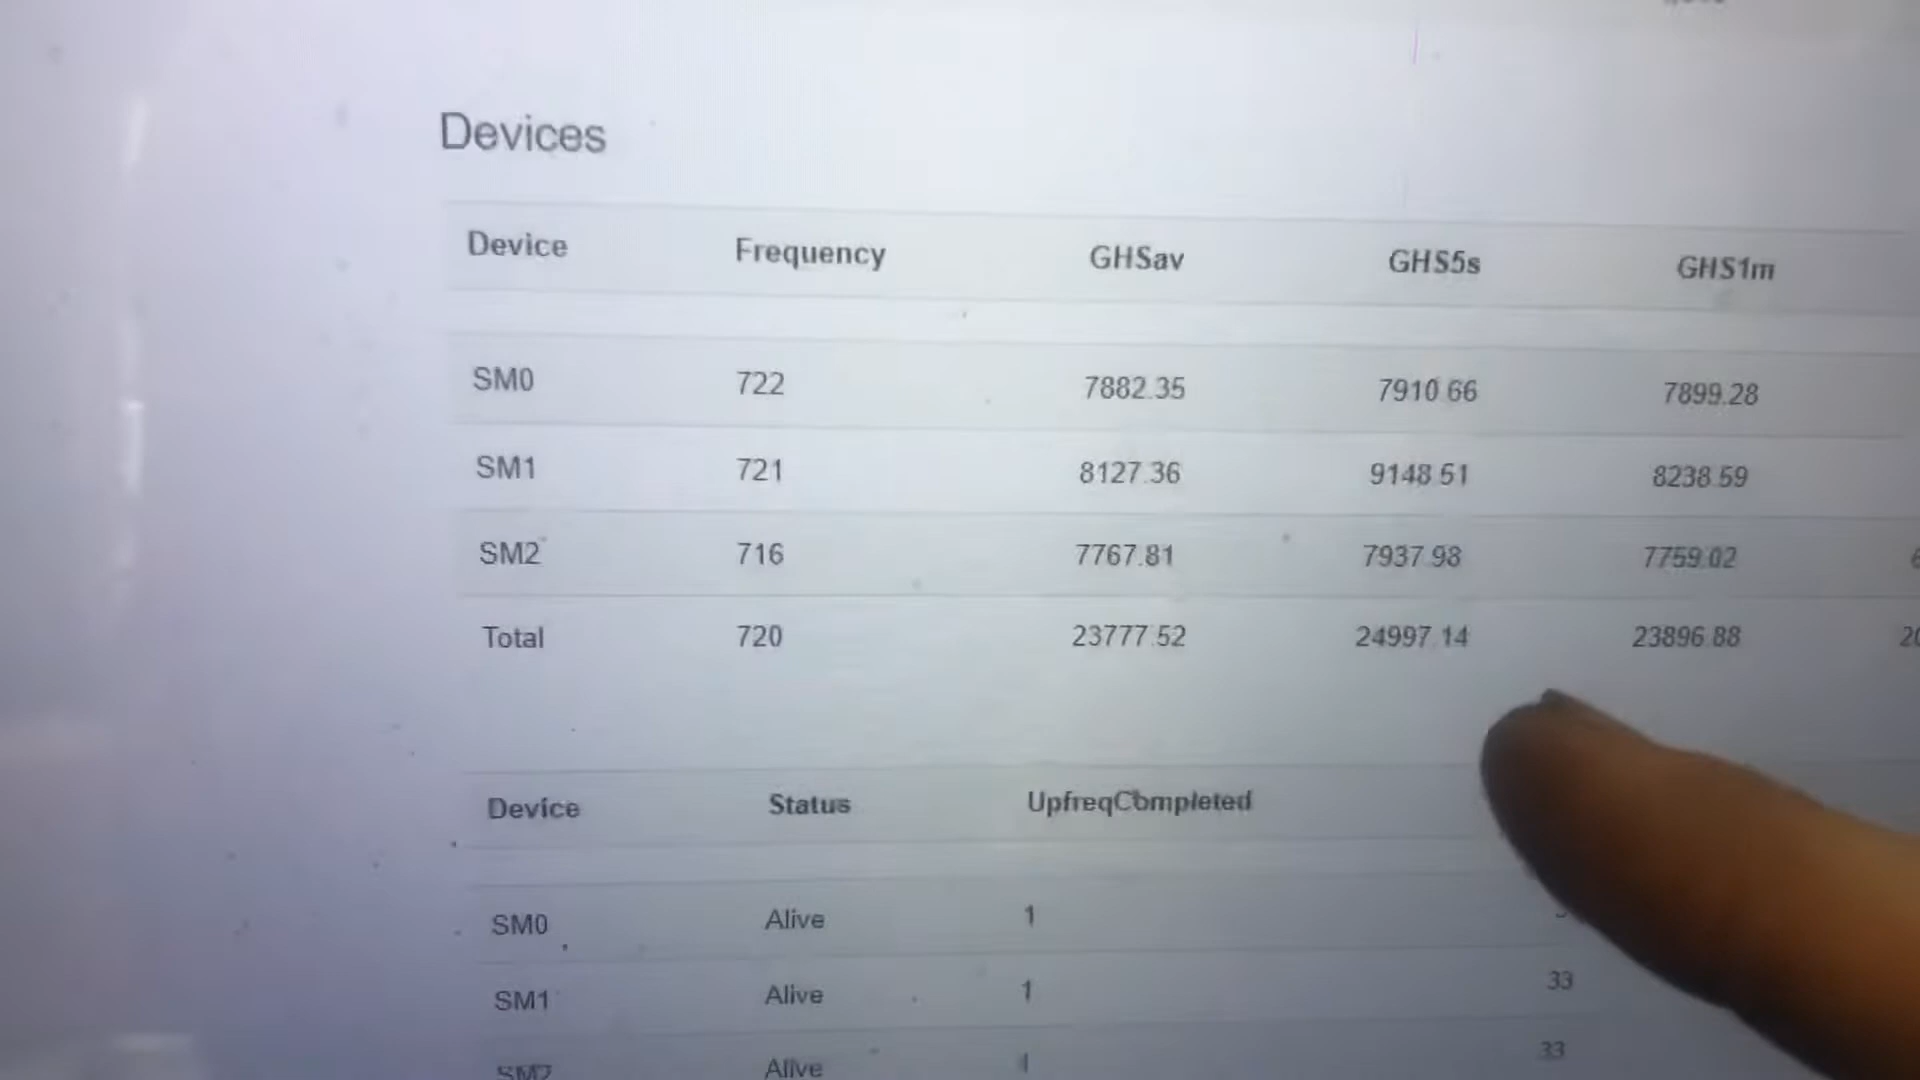 Devices
Device Frequency GHSav GHS5s GHS1m
SM0 722 7882.35 7910.66 7899.28
SM1 721 8127.36 9148.51 8238.59
SM2 716 7767.81 7937.98 7759.02
Total 720 23777.52 24997.14 23896.88
Device Status UpfreqCompleted
SM0 Alive 1
SM1 Alive 1 33
SM2 Alive 1 33